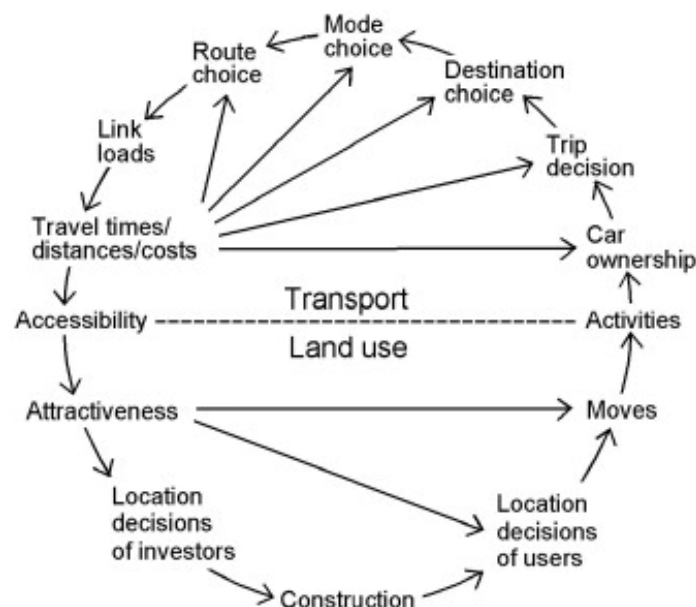 Mode
choice
Route
choice
Destination
choice
Link
loads
Trip
decision
Travel times/
distances/costs
Car
ownership
Transport
Accessibility
Activities
Land use
Attractiveness
Moves
Location
decisions
of investors
Location
decisions
of users
Construction